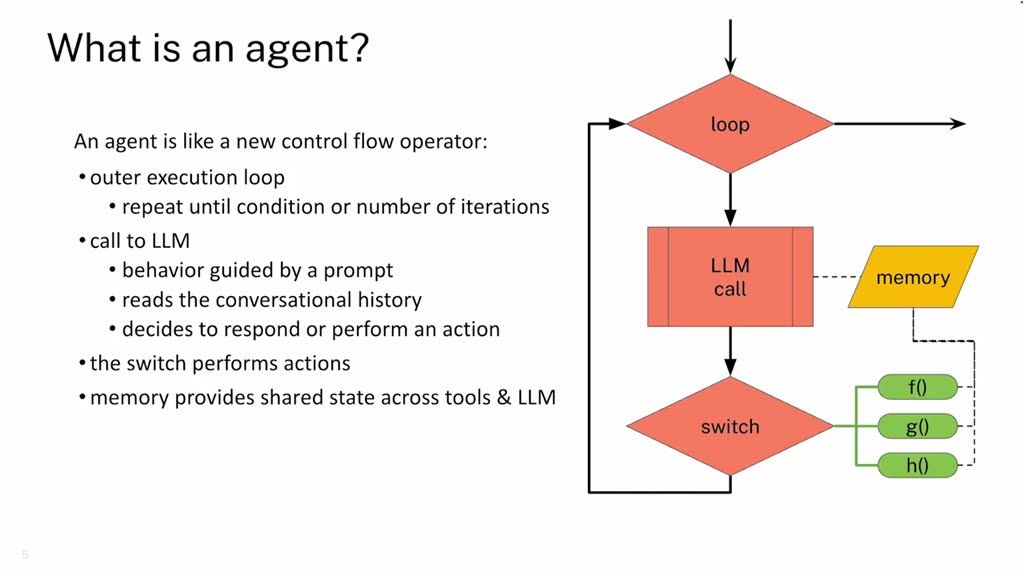 What is an agent?
An agent is like a new control flow operator:
• outer execution loop
• repeat until condition or number of iterations
• call to LLM
• behavior guided by a prompt
• reads the conversational history
• decides to respond or perform an action
• the switch performs actions
• memory provides shared state across tools & LLM
loop
LLM
call
memory
switch
f()
g()
h()
5